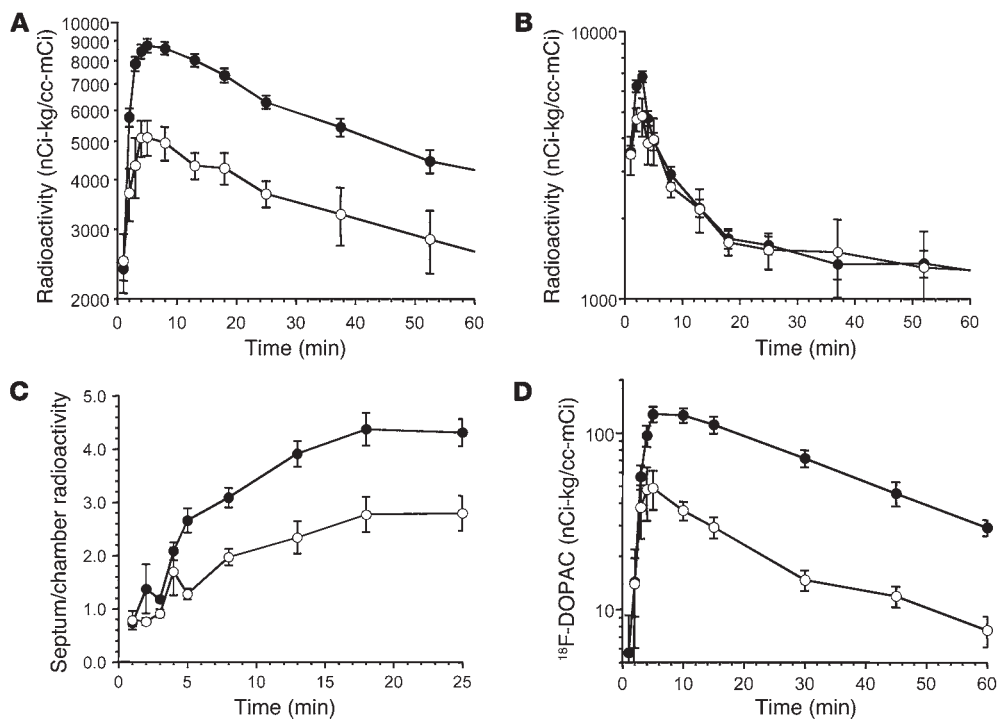 A
Radioactivity (nCi-kg/cc-mCi)
10000
9000
8000
7000
6000
5000
4000
3000
2000
0 10 20 30 40 50 60
Time (min)
B
Radioactivity (nCi-kg/cc-mCi)
10000
1000
0 10 20 30 40 50 60
Time (min)
C
Septum/chamber radioactivity
5.0
4.0
3.0
2.0
1.0
0.0
0 5 10 15 20 25
Time (min)
D
¹⁸F-DOPAC (nCi-kg/cc-mCi)
100
10
0 10 20 30 40 50 60
Time (min)